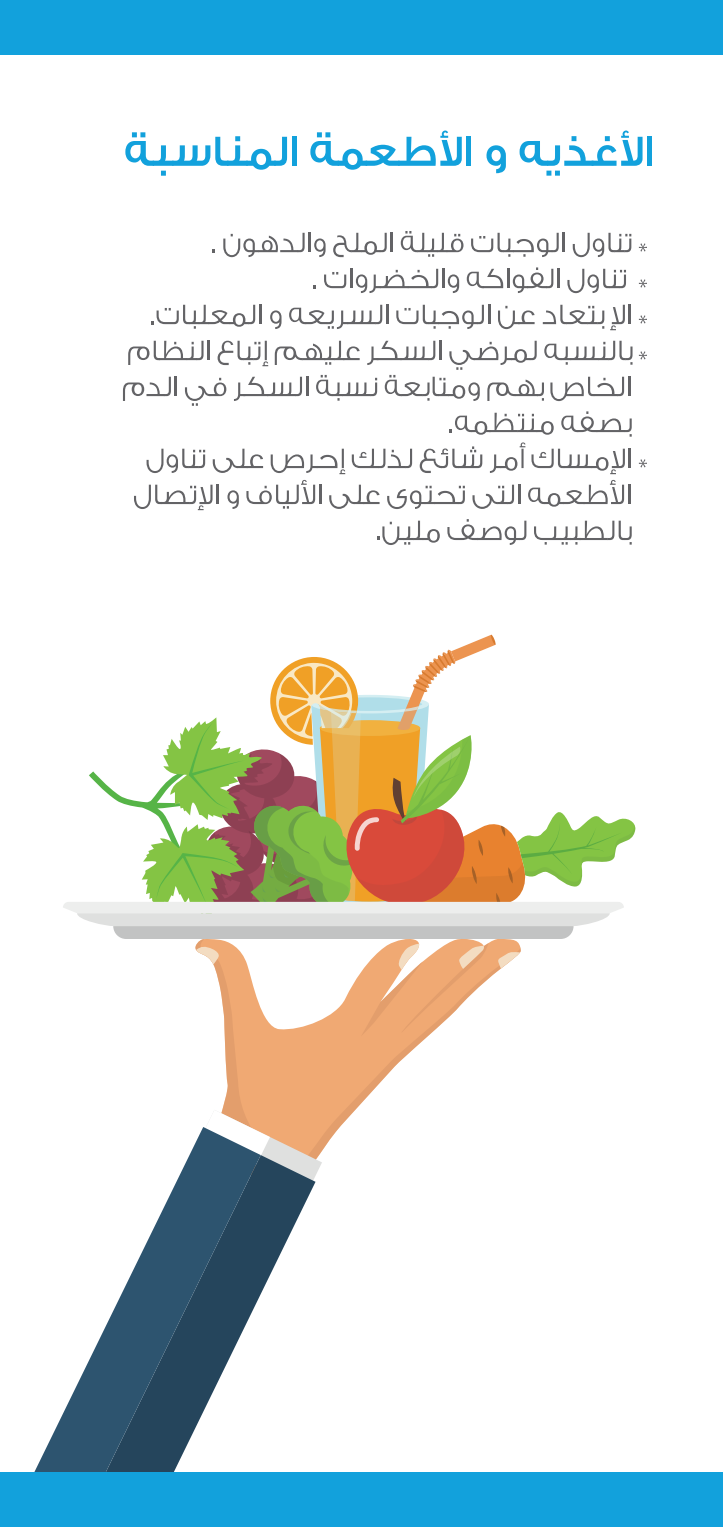 الأغذيه و الأطعمة المناسبة
* تناول الوجبات قليلة الملح والدهون .
* تناول الفواكه والخضروات .
* الإبتعاد عن الوجبات السريعه و المعلبات.
* بالنسبه لمرضي السكر عليهم إتباع النظام
الخاص بهم ومتابعة نسبة السكر في الدم
بصفه منتظمه.
* الإمساك أمر شائع لذلك إحرص على تناول
الأطعمه التى تحتوى على الألياف و الإتصال
بالطبيب لوصف ملين.